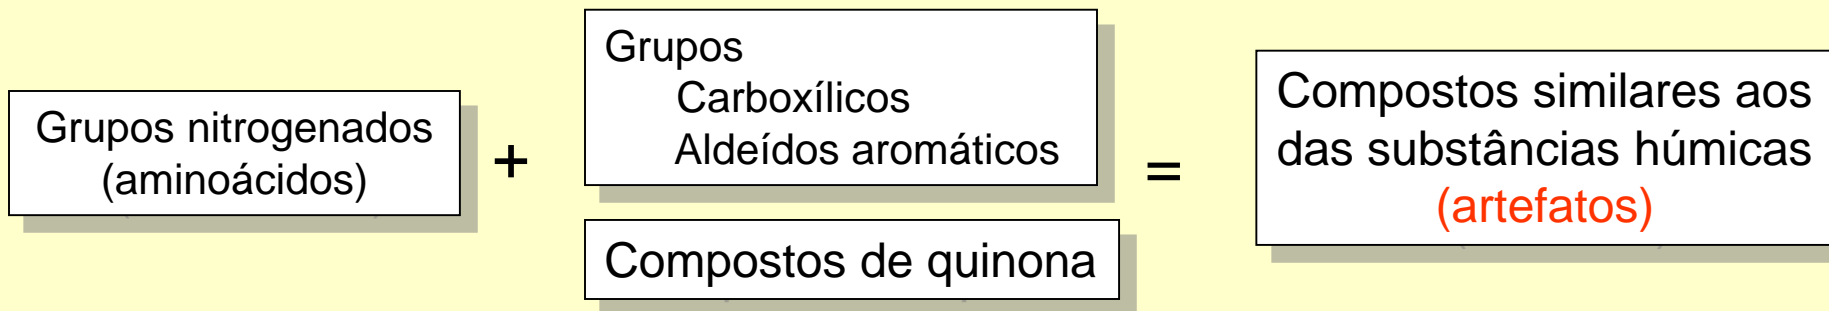 Grupos nitrogenados
(aminoácidos)
+
Grupos
Carboxílicos
Aldeídos aromáticos
Compostos de quinona
=
Compostos similares aos
das substâncias húmicas
(artefatos)